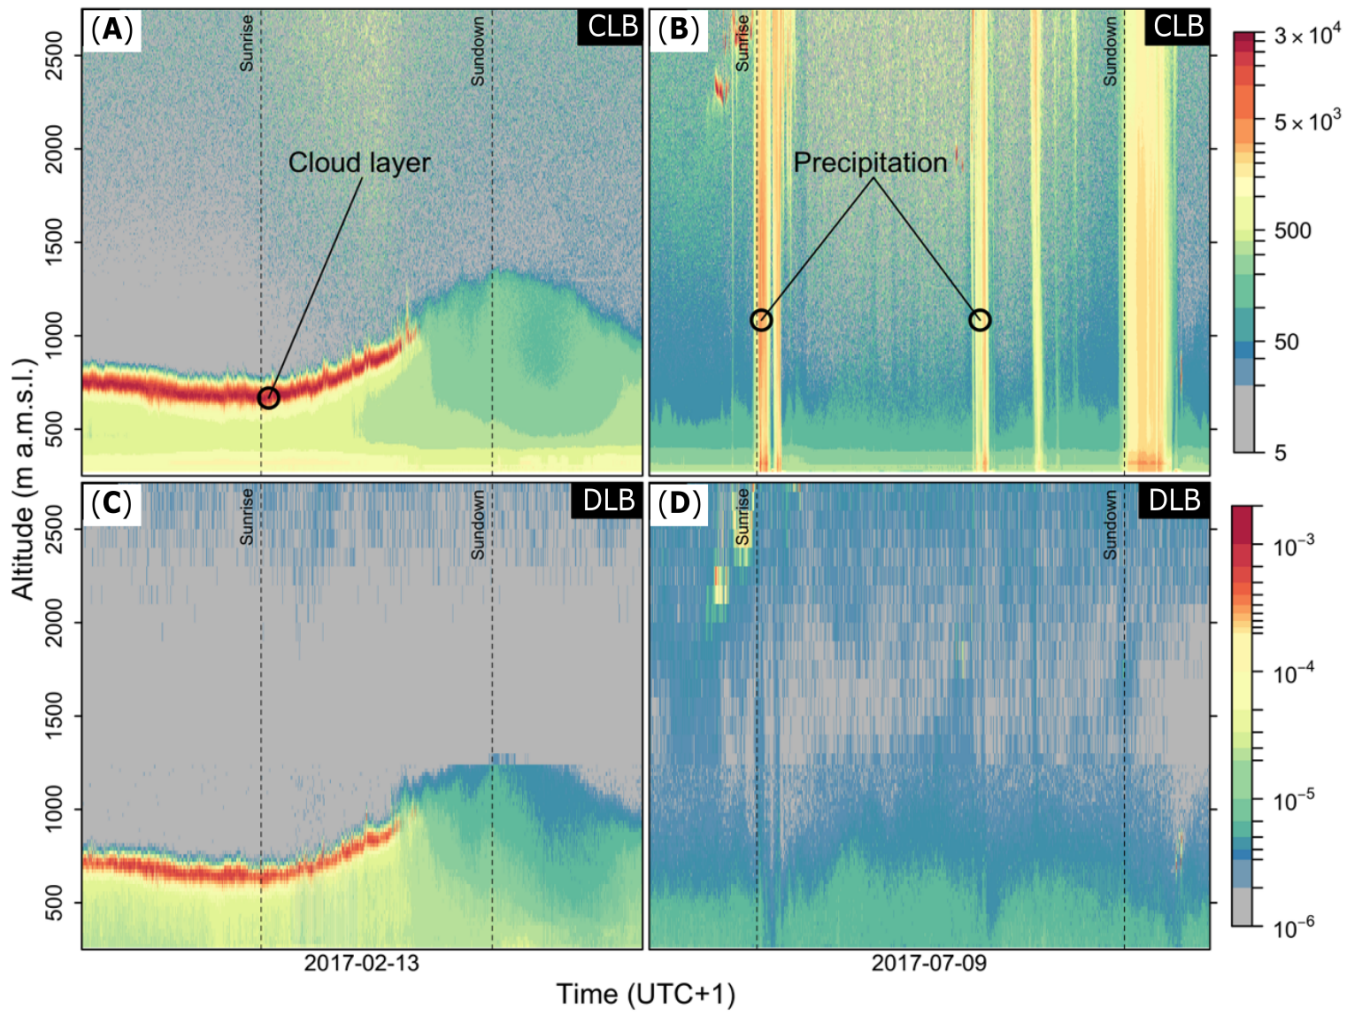 (A)
CLB
Sunrise
Sundown
Cloud layer
(B)
CLB
Sunrise
Sundown
Precipitation
2500
2000
1500
1000
500
3 × 10⁴
5 × 10³
500
50
5
Altitude (m a.m.s.l.)
(C)
DLB
Sunrise
Sundown
(D)
DLB
Sunrise
Sundown
2500
2000
1500
1000
500
10⁻³
10⁻⁴
10⁻⁵
10⁻⁶
2017-02-13
2017-07-09
Time (UTC+1)